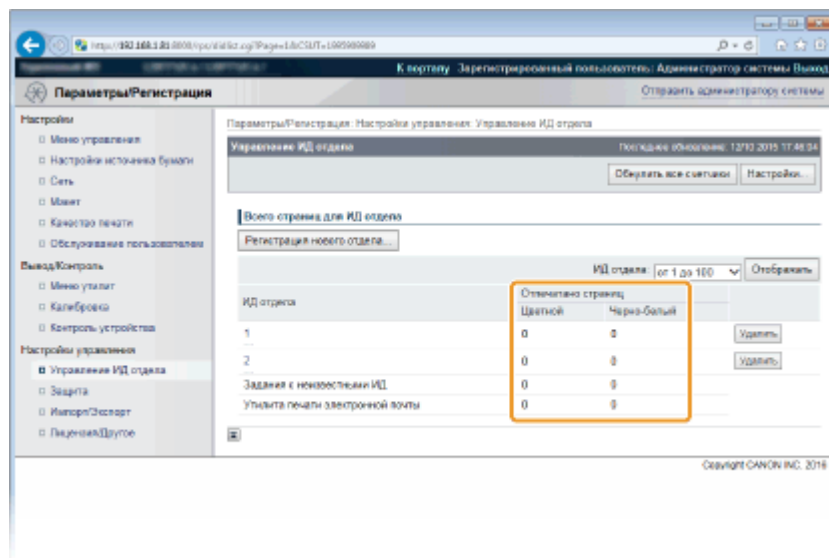 К порталу Зарегистрированный пользователь: Администратор системы Выход
Параметры/Регистрация
Отправить администратору системы
Настройки
Меню управления
Настройки источника бумаги
Сеть
Макет
Качество печати
Обслуживание пользователем
Вывод/Контроль
Меню утилит
Калибровка
Контроль устройства
Настройки управления
Управление ИД отдела
Защита
Импорт/Экспорт
Лицензия/Другое
Параметры/Регистрация: Настройки управления: Управление ИД отдела
Управление ИД отдела
Последнее обновление: 12/10 2015 17:46:04
Обнулить все счетчики
Настройки...
Всего страниц для ИД отдела
Регистрация нового отдела...
ИД отдела: от 1 до 100 Отображать
ИД отдела
Отпечатано страниц
Цветной Черно-белый
1 0 0 Удалить
2 0 0 Удалить
Задания с неизвестными ИД 0 0
Утилита печати электронной почты 0 0
Copyright CANON INC. 2016